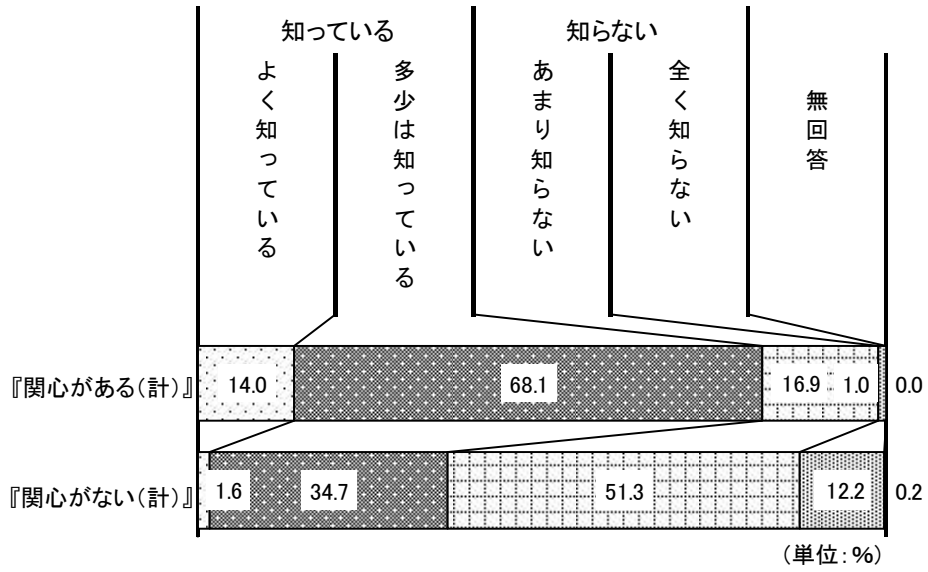 知っている
知らない
よく知っている
多少は知っている
あまり知らない
全く知らない
無回答
『関心がある(計)』
14.0
68.1
16.9
1.0
0.0
『関心がない(計)』
1.6
34.7
51.3
12.2
0.2
(単位:%)